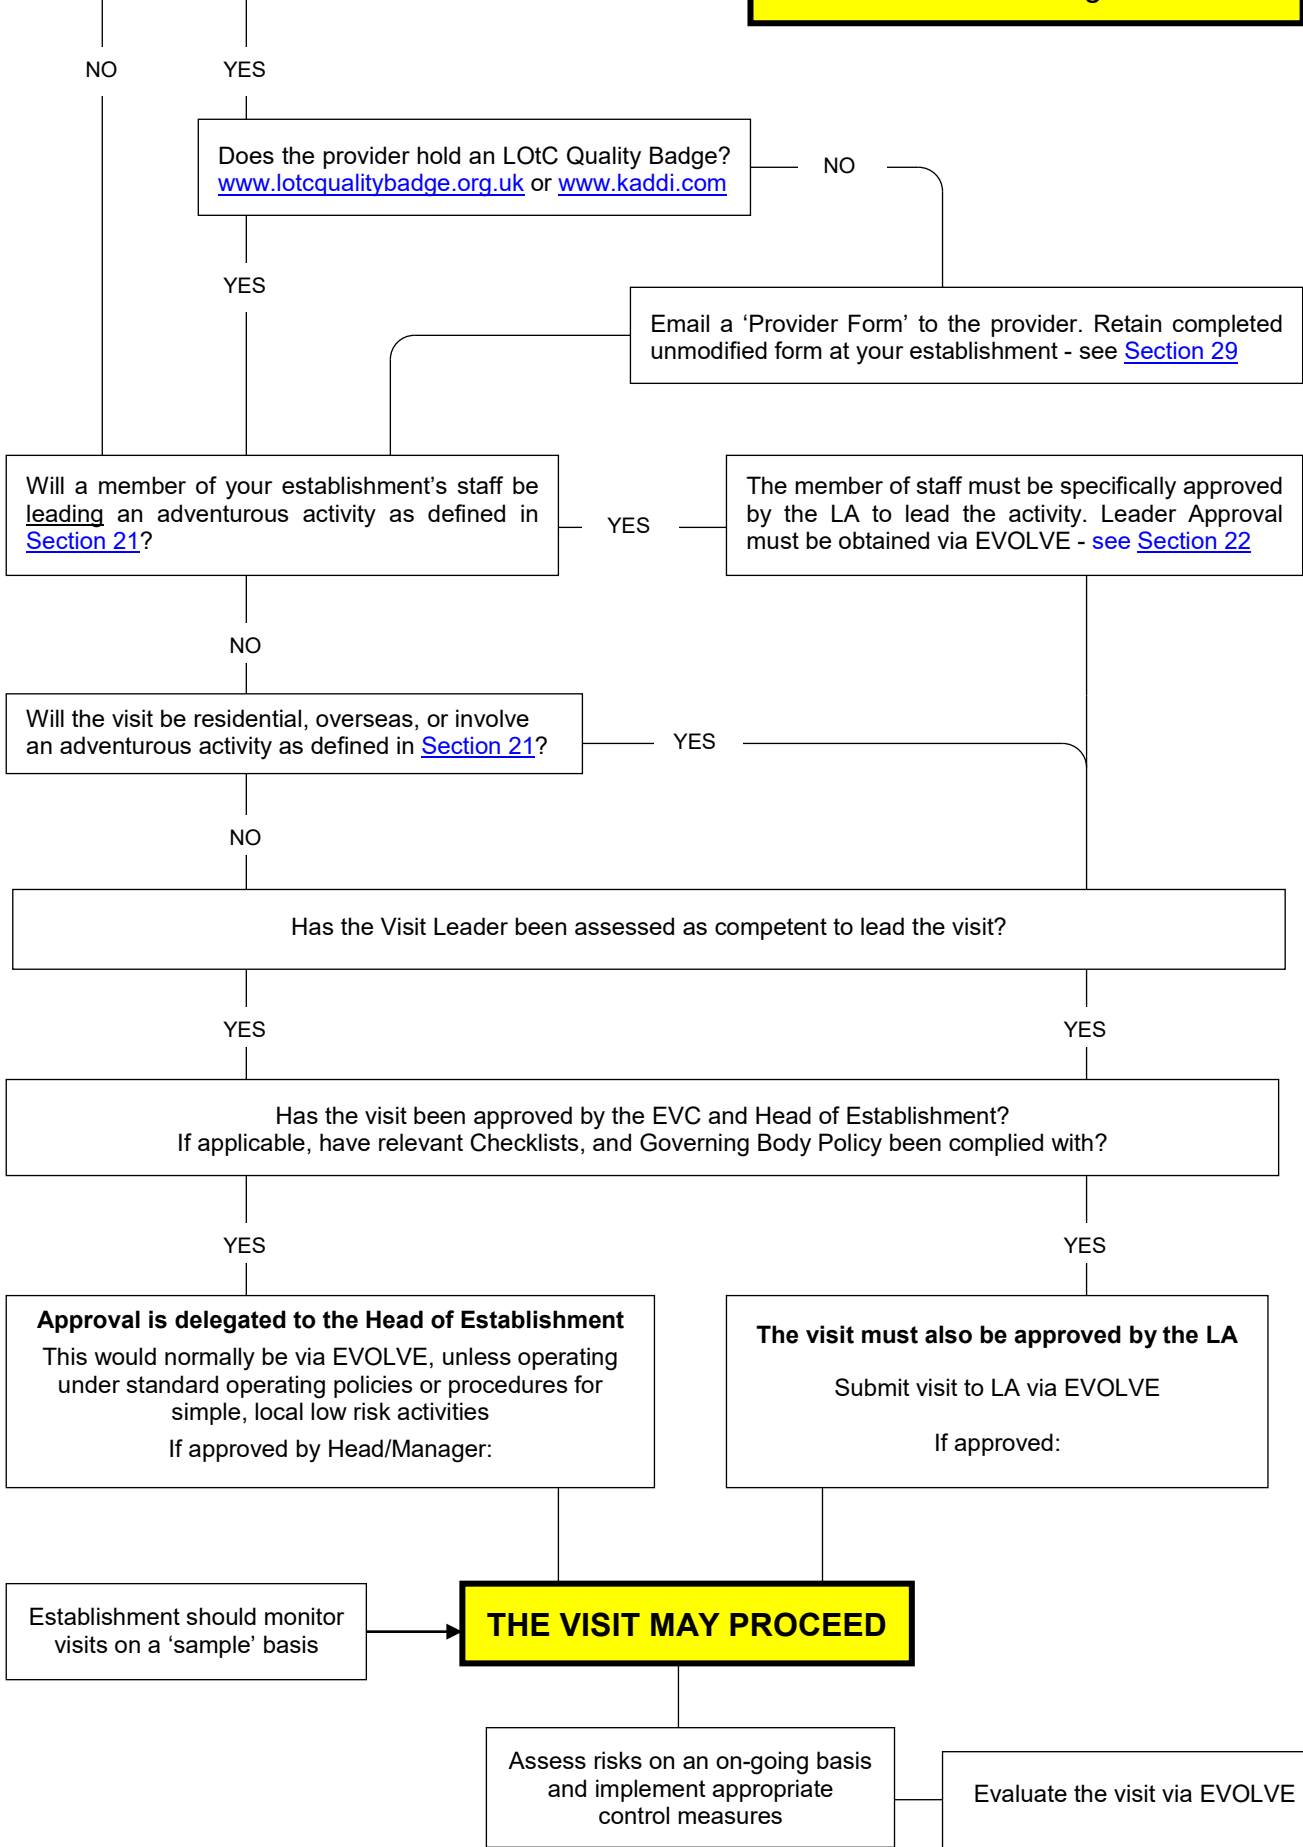 NO
YES
Does the provider hold an LOtC Quality Badge?
www.lotcqualitybadge.org.uk or www.kaddi.com
NO
YES
Email a ‘Provider Form’ to the provider. Retain completed
unmodified form at your establishment - see Section 29
Will a member of your establishment’s staff be
leading an adventurous activity as defined in
Section 21?
YES
The member of staff must be specifically approved
by the LA to lead the activity. Leader Approval
must be obtained via EVOLVE - see Section 22
NO
Will the visit be residential, overseas, or involve
an adventurous activity as defined in Section 21?
YES
NO
Has the Visit Leader been assessed as competent to lead the visit?
YES
YES
Has the visit been approved by the EVC and Head of Establishment?
If applicable, have relevant Checklists, and Governing Body Policy been complied with?
YES
YES
Approval is delegated to the Head of Establishment
This would normally be via EVOLVE, unless operating
under standard operating policies or procedures for
simple, local low risk activities
If approved by Head/Manager:
The visit must also be approved by the LA
Submit visit to LA via EVOLVE
If approved:
Establishment should monitor
visits on a ‘sample’ basis
THE VISIT MAY PROCEED
Assess risks on an on-going basis
and implement appropriate
control measures
Evaluate the visit via EVOLVE